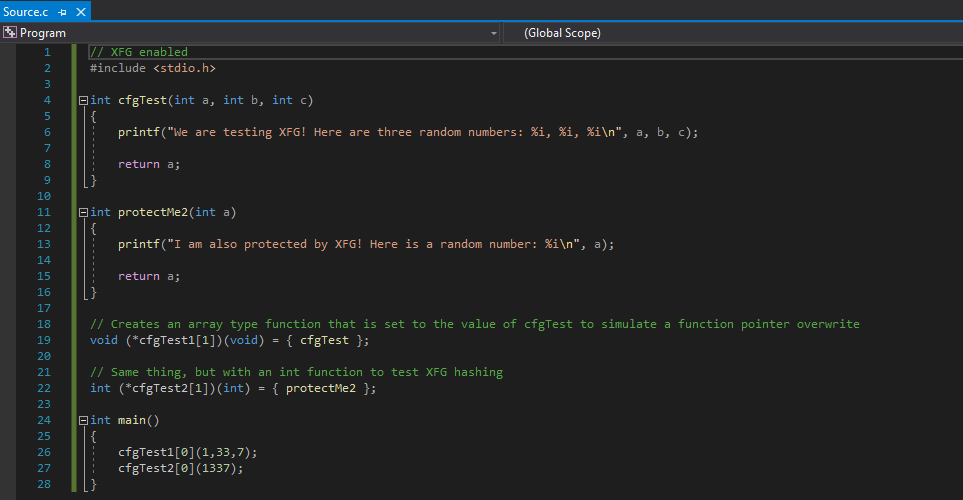 Source.c
Program (Global Scope)
1 // XFG enabled
2 #include <stdio.h>
3
4 int cfgTest(int a, int b, int c)
5 {
6 printf("We are testing XFG! Here are three random numbers: %i, %i, %i\n", a, b, c);
7
8 return a;
9 }
10
11 int protectMe2(int a)
12 {
13 printf("I am also protected by XFG! Here is a random number: %i\n", a);
14
15 return a;
16 }
17
18 // Creates an array type function that is set to the value of cfgTest to simulate a function pointer overwrite
19 void (*cfgTest1[1])(void) = { cfgTest };
20
21 // Same thing, but with an int function to test XFG hashing
22 int (*cfgTest2[1])(int) = { protectMe2 };
23
24 int main()
25 {
26 cfgTest1[0](1,33,7);
27 cfgTest2[0](1337);
28 }